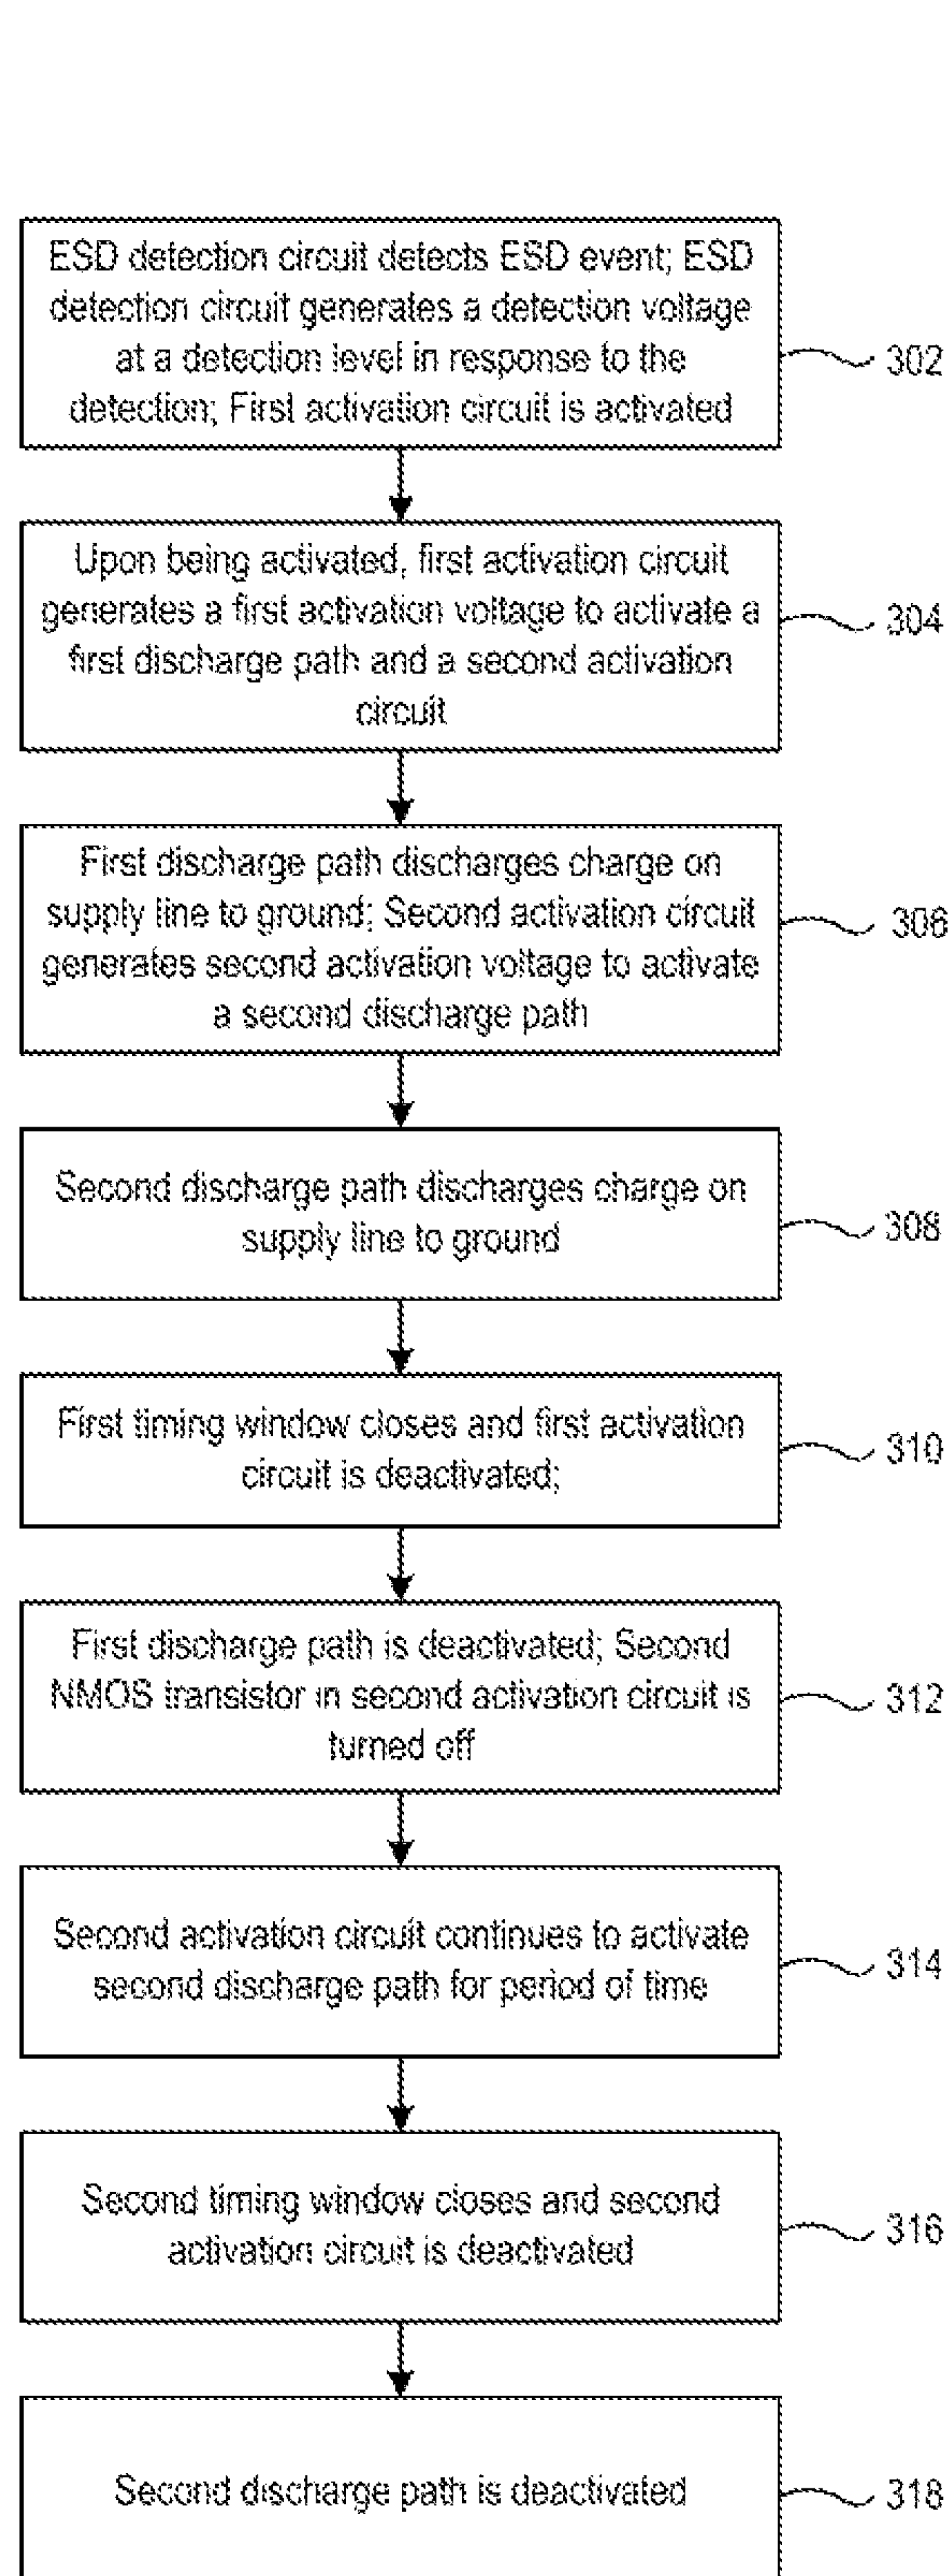 ESD detection circuit detects ESD event; ESD
detection circuit generates a detection voltage
at a detection level in response to the
detection; First activation circuit is activated
302
Upon being activated, first activation circuit
generates a first activation voltage to activate a
first discharge path and a second activation
circuit
304
First discharge path discharges charge on
supply line to ground; Second activation circuit
generates second activation voltage to activate
a second discharge path
306
Second discharge path discharges charge on
supply line to ground
308
First timing window closes and first activation
circuit is deactivated;
310
First discharge path is deactivated; Second
NMOS transistor in second activation circuit is
turned off
312
Second activation circuit continues to activate
second discharge path for period of time
314
Second timing window closes and second
activation circuit is deactivated
316
Second discharge path is deactivated
318